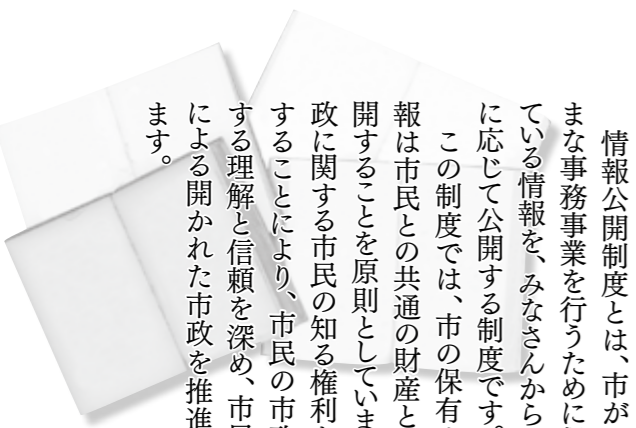 情報公開制度とは、市が
まな事務事業を行うために
ている情報を、みなさんから
に応じて公開する制度です。
この制度では、市の保有
報は市民との共通の財産と
開することを原則としていま
政に関する市民の知る権利
することにより、市民の市政
する理解と信頼を深め、市民
による開かれた市政を推進
ます。